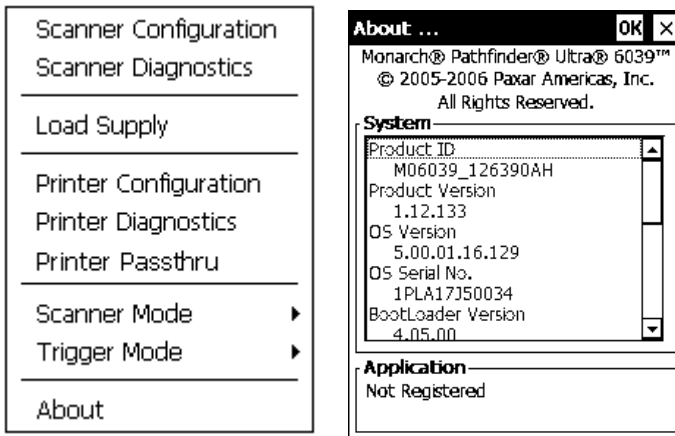 Scanner Configuration
Scanner Diagnostics
Load Supply
Printer Configuration
Printer Diagnostics
Printer Passthru
Scanner Mode
Trigger Mode
About
About ... OK ×
Monarch® Pathfinder® Ultra® 6039™
© 2005-2006 Paxar Americas, Inc.
All Rights Reserved.
System
Product ID
M06039_126390AH
Product Version
1.12.133
OS Version
5.00.01.16.129
OS Serial No.
1PLA17J50034
BootLoader Version
4.05.00
Application
Not Registered